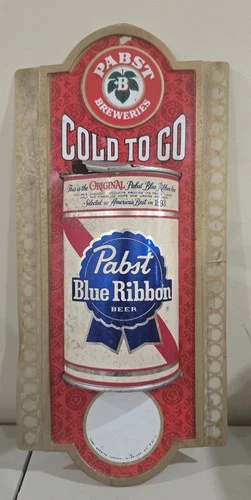 PABST
B
BREWERIES
COLD TO GO
This is the ORIGINAL Pabst Blue Ribbon Beer
Selected as America's Best in 1893
Pabst
Blue Ribbon
BEER